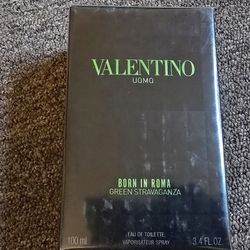 VALENTINO
UOMO
BORN IN ROMA
GREEN STRAVAGANZA
EAU DE TOILETTE
VAPORISATEUR SPRAY
100 ml
3.4 FL. OZ.